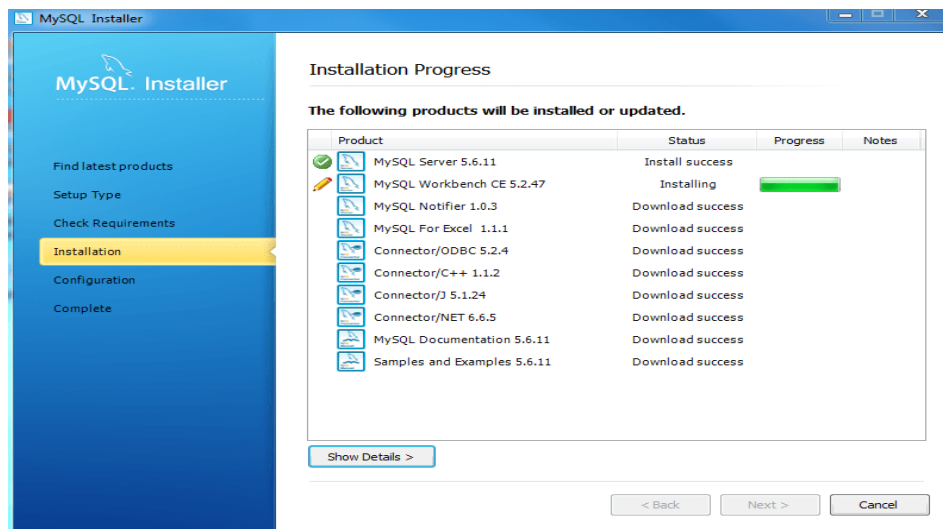 MySQL Installer
MySQL. Installer
Find latest products
Setup Type
Check Requirements
Installation
Configuration
Complete
Installation Progress
The following products will be installed or updated.
Product Status Progress Notes
MySQL Server 5.6.11 Install success
MySQL Workbench CE 5.2.47 Installing
MySQL Notifier 1.0.3 Download success
MySQL For Excel 1.1.1 Download success
Connector/ODBC 5.2.4 Download success
Connector/C++ 1.1.2 Download success
Connector/J 5.1.24 Download success
Connector/NET 6.6.5 Download success
MySQL Documentation 5.6.11 Download success
Samples and Examples 5.6.11 Download success
Show Details >
< Back Next > Cancel